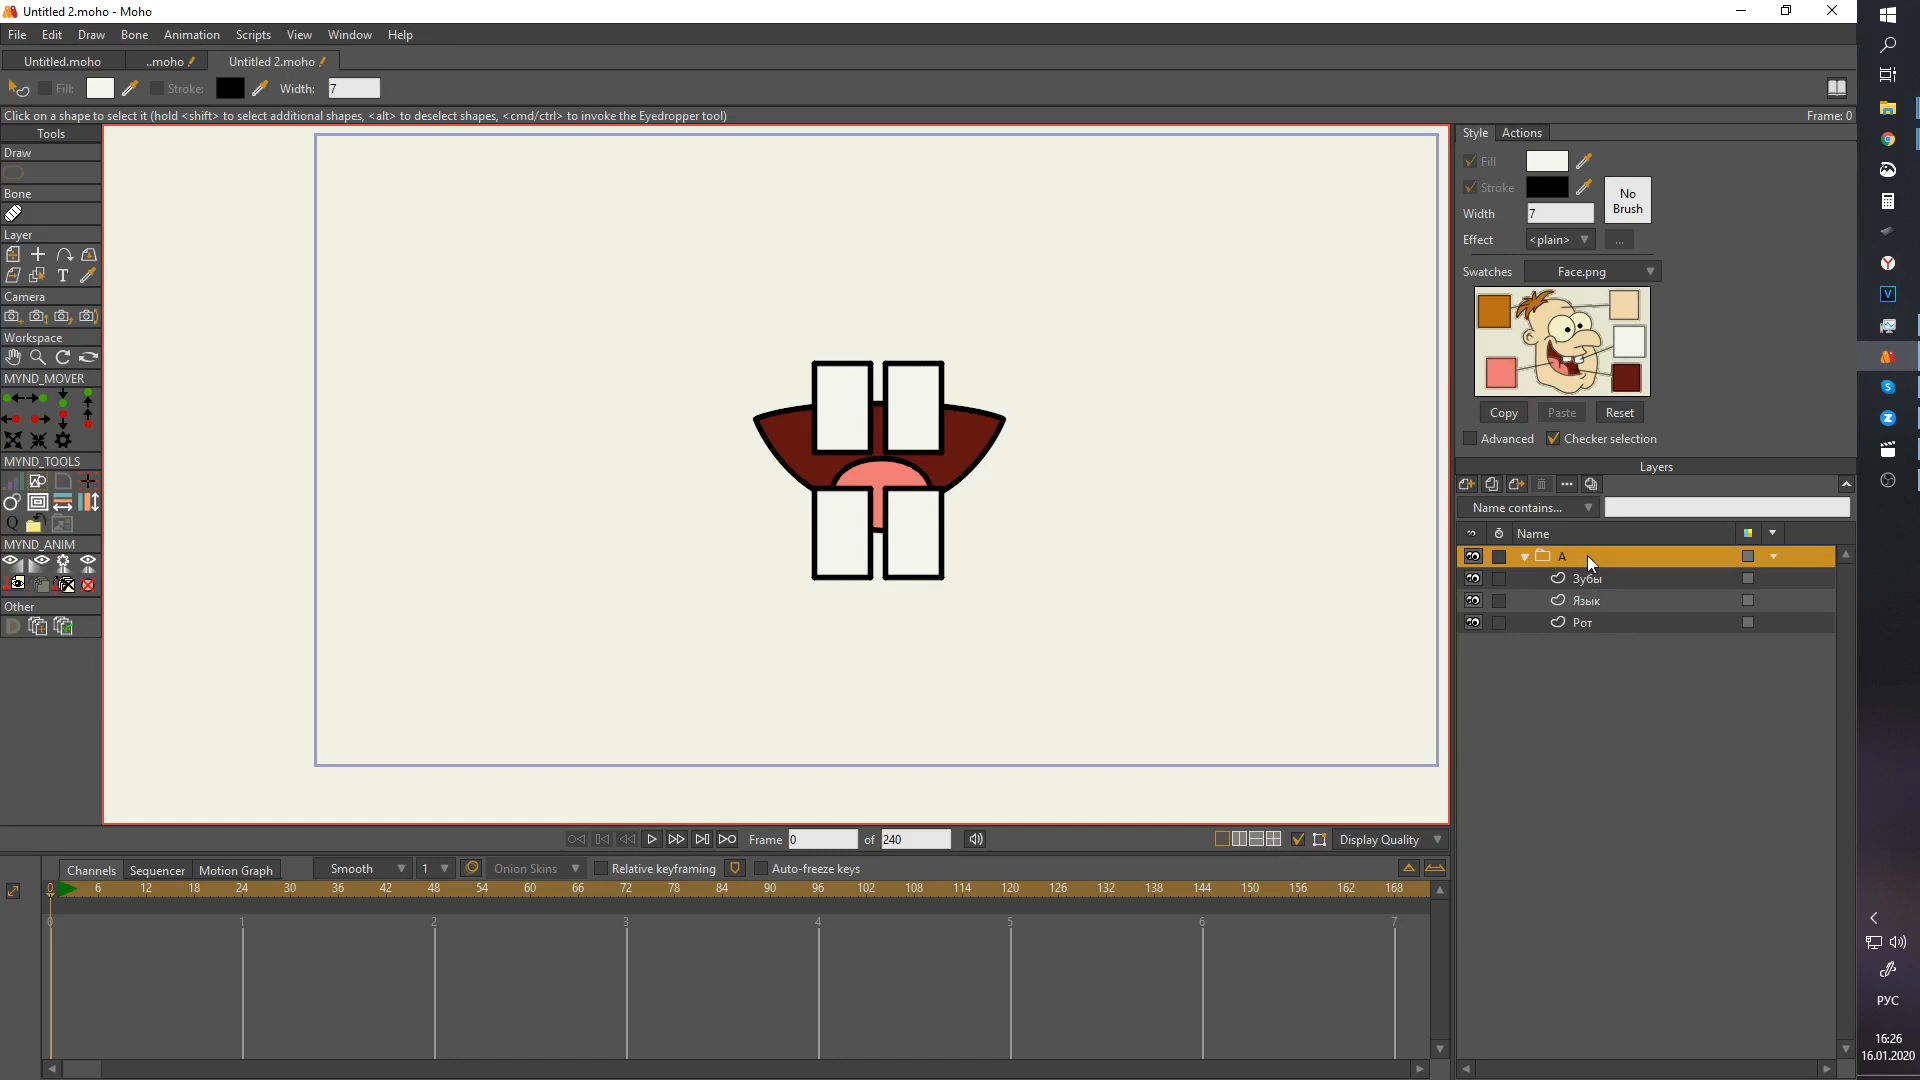 Untitled 2.moho - Moho
File Edit Draw Bone Animation Scripts View Window Help
Untitled.moho ..moho Untitled 2.moho
Fill: Stroke: Width: 7
Click on a shape to select it (hold <shift> to select additional shapes, <alt> to deselect shapes, <cmd/ctrl> to invoke the Eyedropper tool) Frame: 0
Tools
Draw
Bone
Layer
T
Camera
Workspace
MYND_MOVER
MYND_TOOLS
Q
MYND_ANIM
Other
D
Style Actions
Fill
Stroke
No
Brush
Width 7
Effect <plain> ...
Swatches Face.png
Copy Paste Reset
Advanced Checker selection
Layers
Name contains...
Name
А
Зубы
Язык
Рот
Frame 0 of 240 Display Quality
Channels Sequencer Motion Graph Smooth 1 Onion Skins Relative keyframing Auto-freeze keys
0 6 12 18 24 30 36 42 48 54 60 66 72 78 84 90 96 102 108 114 120 126 132 138 144 150 156 162 168
0 1 2 3 4 5 6 7
Y
V
S
Z
РУС
16:26
16.01.2020